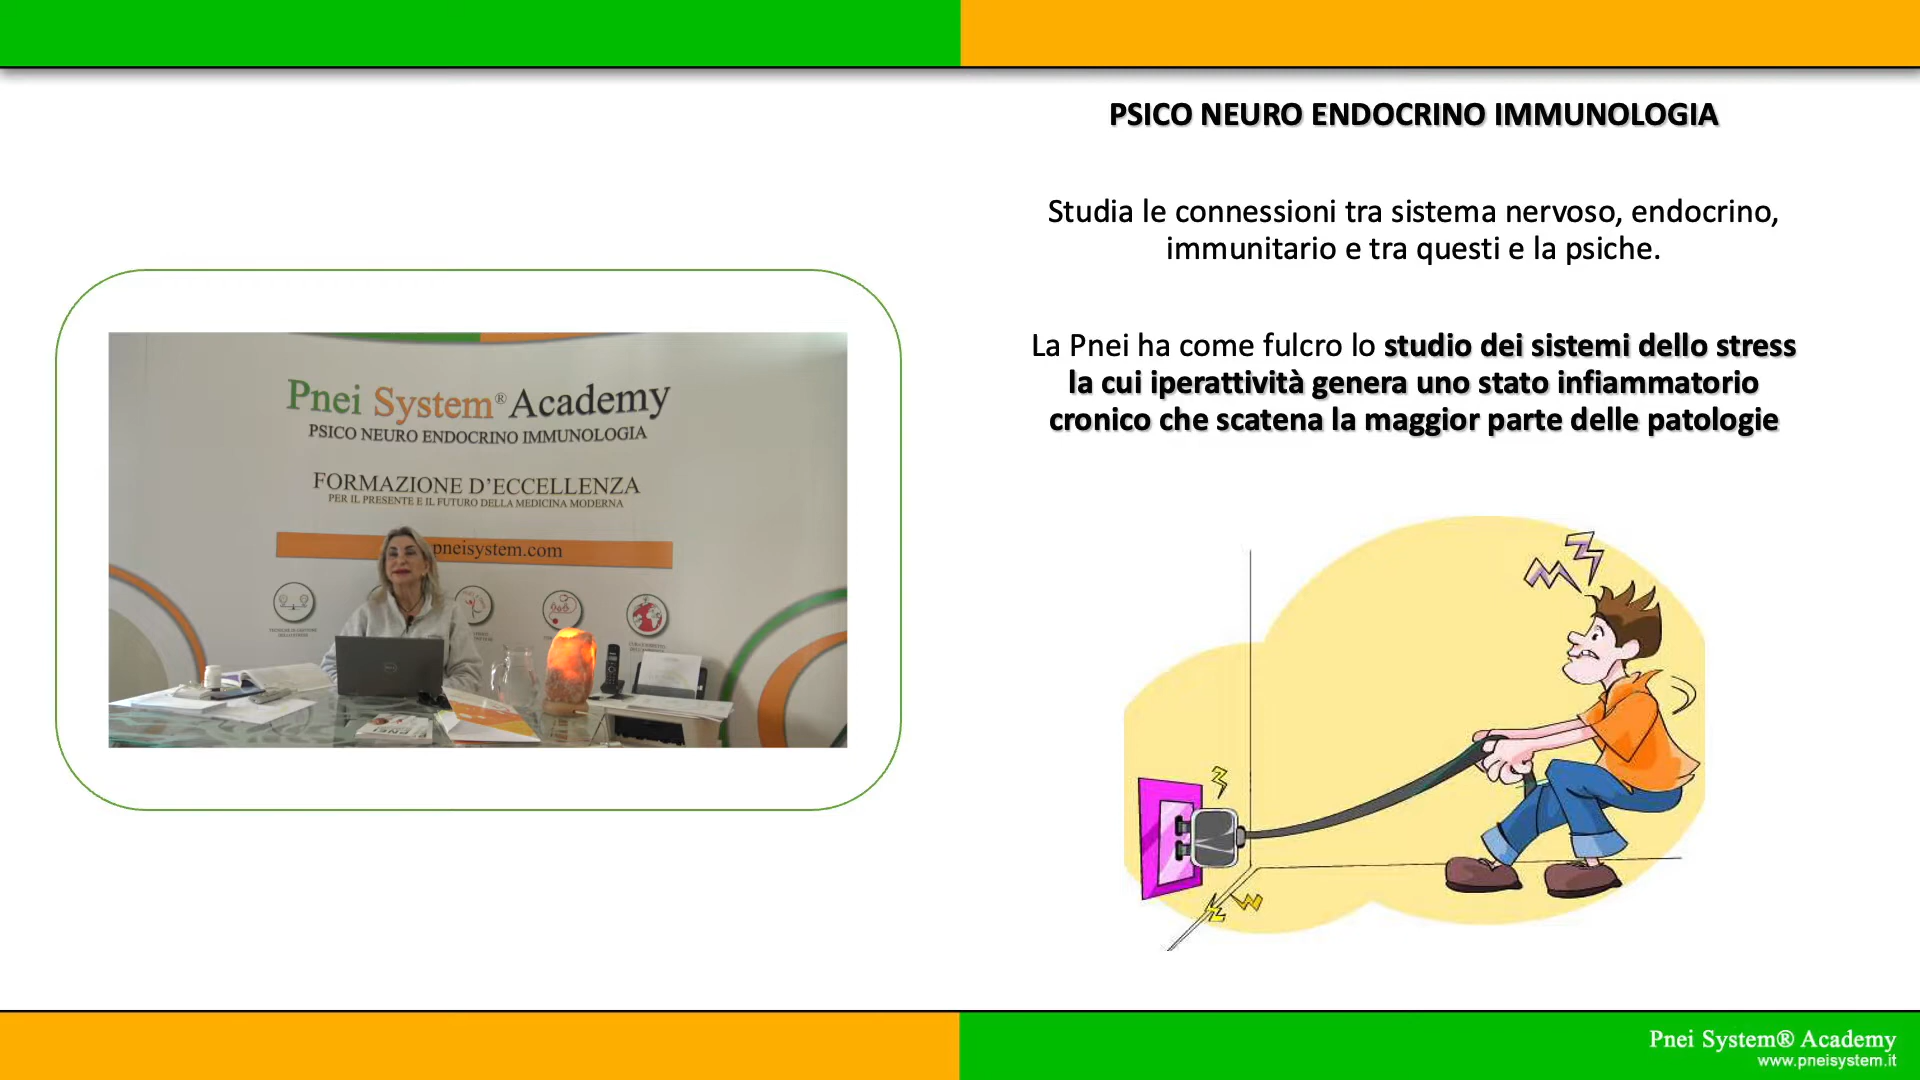 PSICO NEURO ENDOCRINO IMMUNOLOGIA
Studia le connessioni tra sistema nervoso, endocrino,
immunitario e tra questi e la psiche.
La Pnei ha come fulcro lo studio dei sistemi dello stress
la cui iperattività genera uno stato infiammatorio
cronico che scatena la maggior parte delle patologie
Pnei System® Academy
PSICO NEURO ENDOCRINO IMMUNOLOGIA
FORMAZIONE D'ECCELLENZA
PER IL PRESENTE E IL FUTURO DELLA MEDICINA MODERNA
pneisystem.com
DELL
PNEI
Pnei System® Academy
www.pneisystem.it